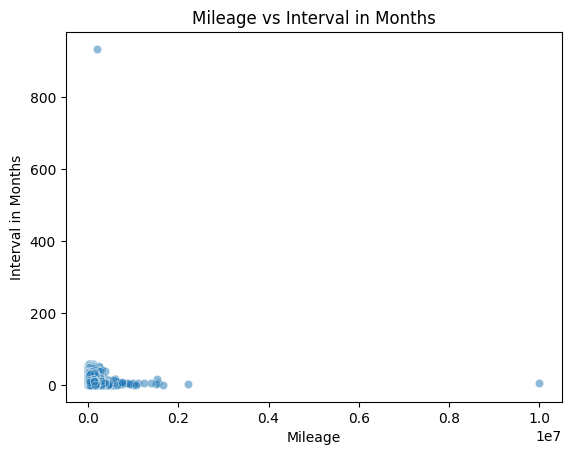 Mileage vs Interval in Months
Interval in Months
800
600
400
200
0
0.0 0.2 0.4 0.6 0.8 1.0
1e7
Mileage